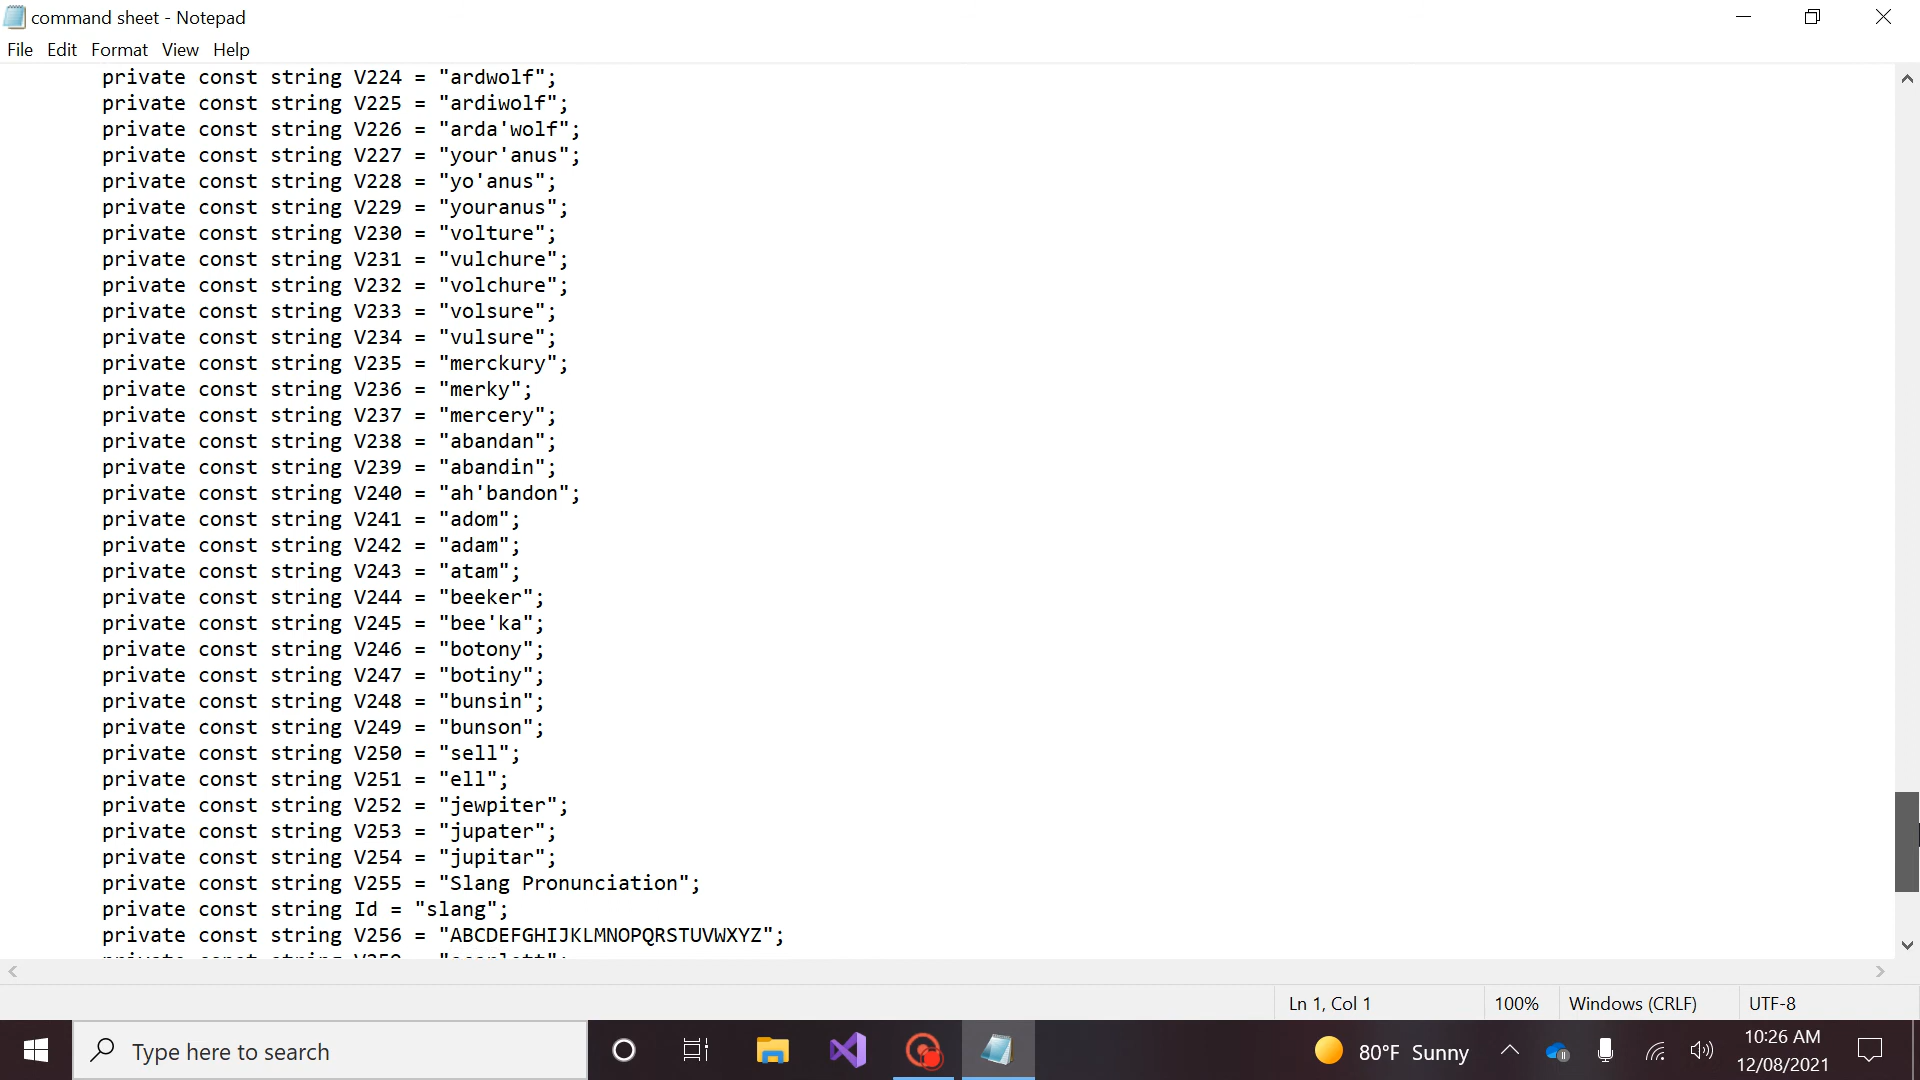 command sheet - Notepad
File Edit Format View Help
private const string V224 = "ardwolf";
private const string V225 = "ardiwolf";
private const string V226 = "arda'wolf";
private const string V227 = "your'anus";
private const string V228 = "yo'anus";
private const string V229 = "youranus";
private const string V230 = "volture";
private const string V231 = "vulchure";
private const string V232 = "volchure";
private const string V233 = "volsure";
private const string V234 = "vulsure";
private const string V235 = "merckury";
private const string V236 = "merky";
private const string V237 = "mercery";
private const string V238 = "abandan";
private const string V239 = "abandin";
private const string V240 = "ah'bandon";
private const string V241 = "adom";
private const string V242 = "adam";
private const string V243 = "atam";
private const string V244 = "beeker";
private const string V245 = "bee'ka";
private const string V246 = "botony";
private const string V247 = "botiny";
private const string V248 = "bunsin";
private const string V249 = "bunson";
private const string V250 = "sell";
private const string V251 = "ell";
private const string V252 = "jewpiter";
private const string V253 = "jupater";
private const string V254 = "jupitar";
private const string V255 = "Slang Pronunciation";
private const string Id = "slang";
private const string V256 = "ABCDEFGHIJKLMNOPQRSTUVWXYZ";
Ln 1, Col 1 100% Windows (CRLF) UTF-8
Type here to search 80°F Sunny 10:26 AM
12/08/2021